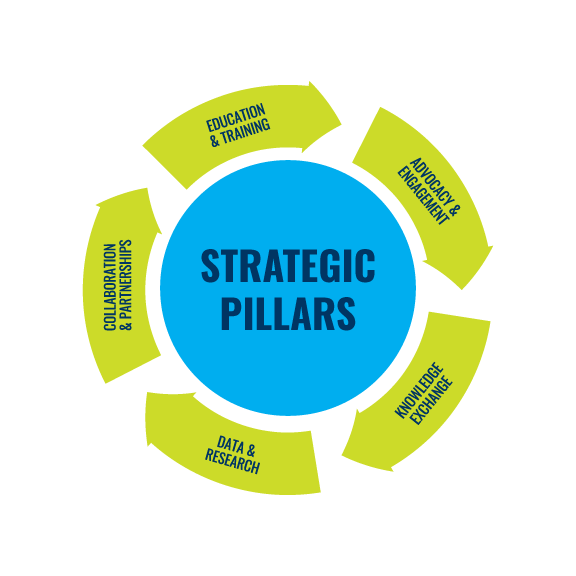 STRATEGIC
PILLARS
EDUCATION
& TRAINING
ADVOCACY &
ENGAGEMENT
KNOWLEDGE
EXCHANGE
DATA &
RESEARCH
COLLABORATION
& PARTNERSHIPS